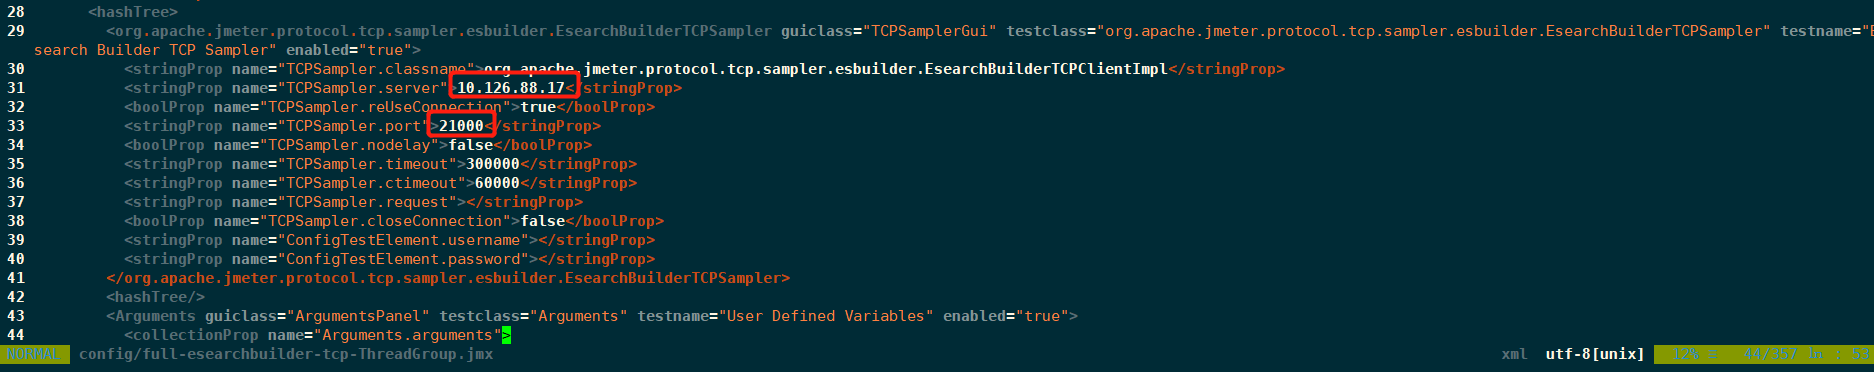 28       <hashTree>
29         <org.apache.jmeter.protocol.tcp.sampler.esbuilder.EsearchBuilderTCPSampler guiclass="TCPSamplerGui" testclass="org.apache.jmeter.protocol.tcp.sampler.esbuilder.EsearchBuilderTCPSampler" testname="E
search Builder TCP Sampler" enabled="true">
30           <stringProp name="TCPSampler.classname">org.apache.jmeter.protocol.tcp.sampler.esbuilder.EsearchBuilderTCPClientImpl</stringProp>
31           <stringProp name="TCPSampler.server">10.126.88.17</stringProp>
32           <boolProp name="TCPSampler.reUseConnection">true</boolProp>
33           <stringProp name="TCPSampler.port">21000</stringProp>
34           <boolProp name="TCPSampler.nodelay">false</boolProp>
35           <stringProp name="TCPSampler.timeout">300000</stringProp>
36           <stringProp name="TCPSampler.ctimeout">60000</stringProp>
37           <stringProp name="TCPSampler.request"></stringProp>
38           <boolProp name="TCPSampler.closeConnection">false</boolProp>
39           <stringProp name="ConfigTestElement.username"></stringProp>
40           <stringProp name="ConfigTestElement.password"></stringProp>
41         </org.apache.jmeter.protocol.tcp.sampler.esbuilder.EsearchBuilderTCPSampler>
42         <hashTree/>
43         <Arguments guiclass="ArgumentsPanel" testclass="Arguments" testname="User Defined Variables" enabled="true">
44           <collectionProp name="Arguments.arguments">
NORMAL config/full-esearchbuilder-tcp-ThreadGroup.jmx xml utf-8[unix] 12% ≡ 44/357 ln : 53